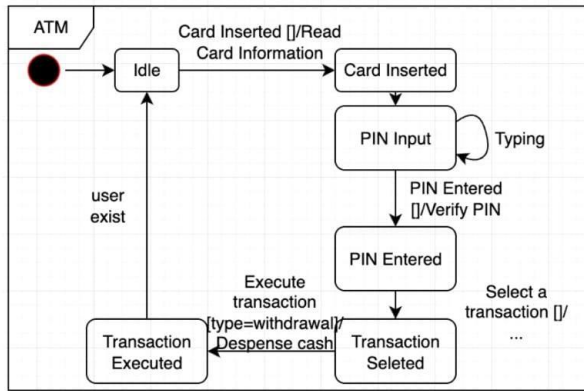 ATM
Card Inserted []/Read
Card Information
Idle
Card Inserted
PIN Input
Typing
user
exist
PIN Entered
[]/Verify PIN
PIN Entered
Execute
transaction
[type=withdrawal]/
Despense cash
Select a
transaction []/
...
Transaction
Executed
Transaction
Seleted